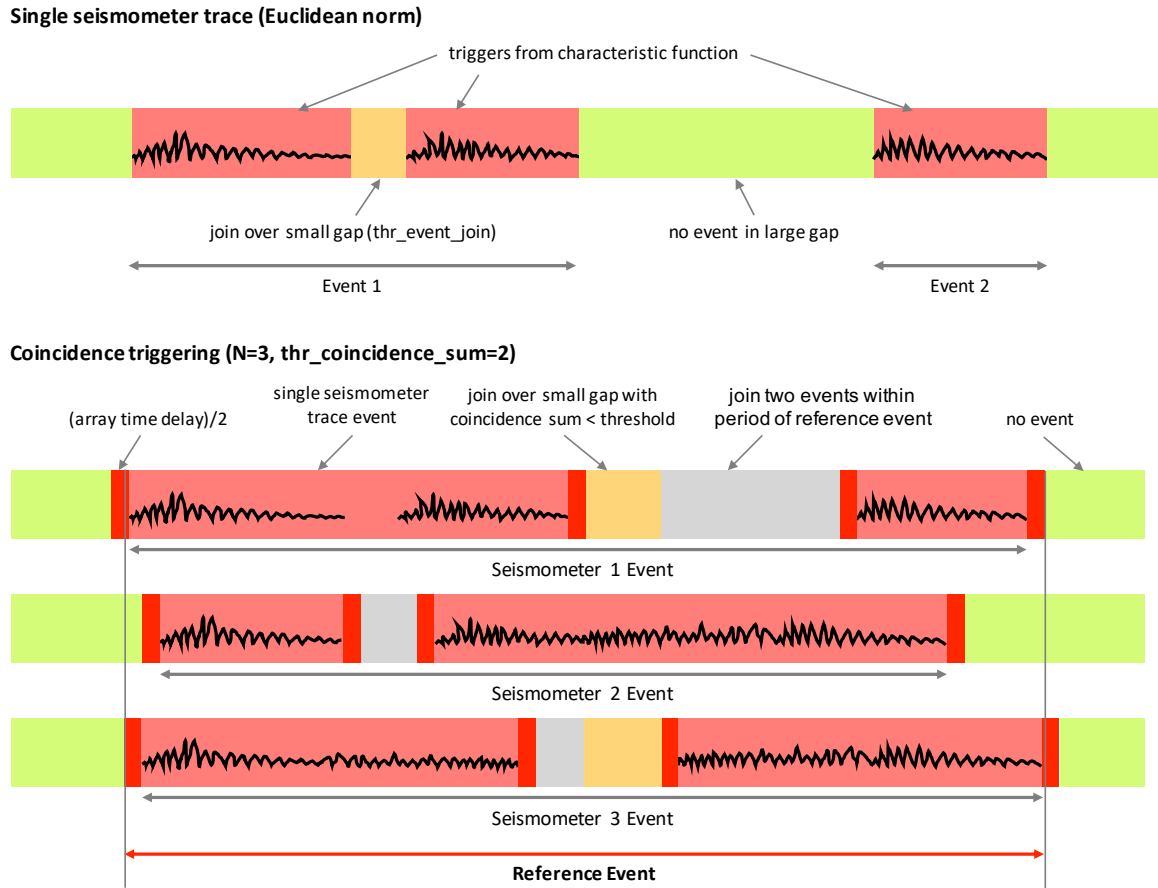 Single seismometer trace (Euclidean norm)
triggers from characteristic function
join over small gap (thr_event_join)
no event in large gap
Event 1
Event 2
Coincidence triggering (N=3, thr_coincidence_sum=2)
(array time delay)/2
single seismometer
trace event
join over small gap with
coincidence sum < threshold
join two events within
period of reference event
no event
Seismometer 1 Event
Seismometer 2 Event
Seismometer 3 Event
Reference Event